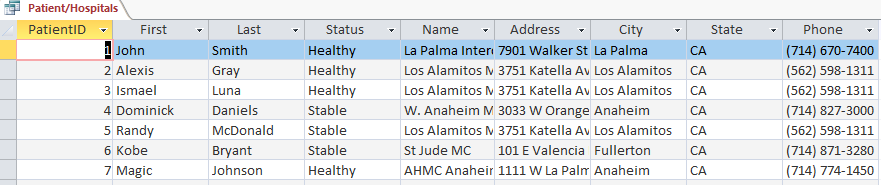 Patient/Hospitals
PatientID First Last Status Name Address City State Phone
1 John Smith Healthy La Palma Inter 7901 Walker St La Palma CA (714) 670-7400
2 Alexis Gray Healthy Los Alamitos M 3751 Katella Av Los Alamitos CA (562) 598-1311
3 Ismael Luna Healthy Los Alamitos M 3751 Katella Av Los Alamitos CA (562) 598-1311
4 Dominick Daniels Stable W. Anaheim M 3033 W Orange Anaheim CA (714) 827-3000
5 Randy McDonald Stable Los Alamitos M 3751 Katella Av Los Alamitos CA (562) 598-1311
6 Kobe Bryant Stable St Jude MC 101 E Valencia Fullerton CA (714) 871-3280
7 Magic Johnson Healthy AHMC Anahein 1111 W La Palm Anaheim CA (714) 774-1450